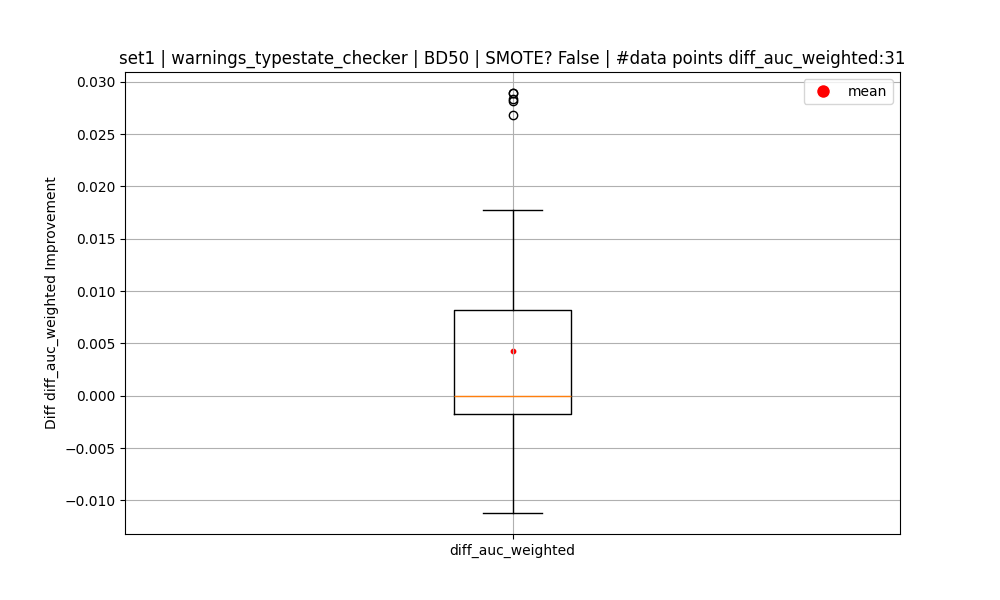 set1 | warnings_typestate_checker | BD50 | SMOTE? False | #data points diff_auc_weighted:31
mean
0.030
0.025
0.020
0.015
0.010
0.005
0.000
−0.005
−0.010
Diff diff_auc_weighted Improvement
diff_auc_weighted